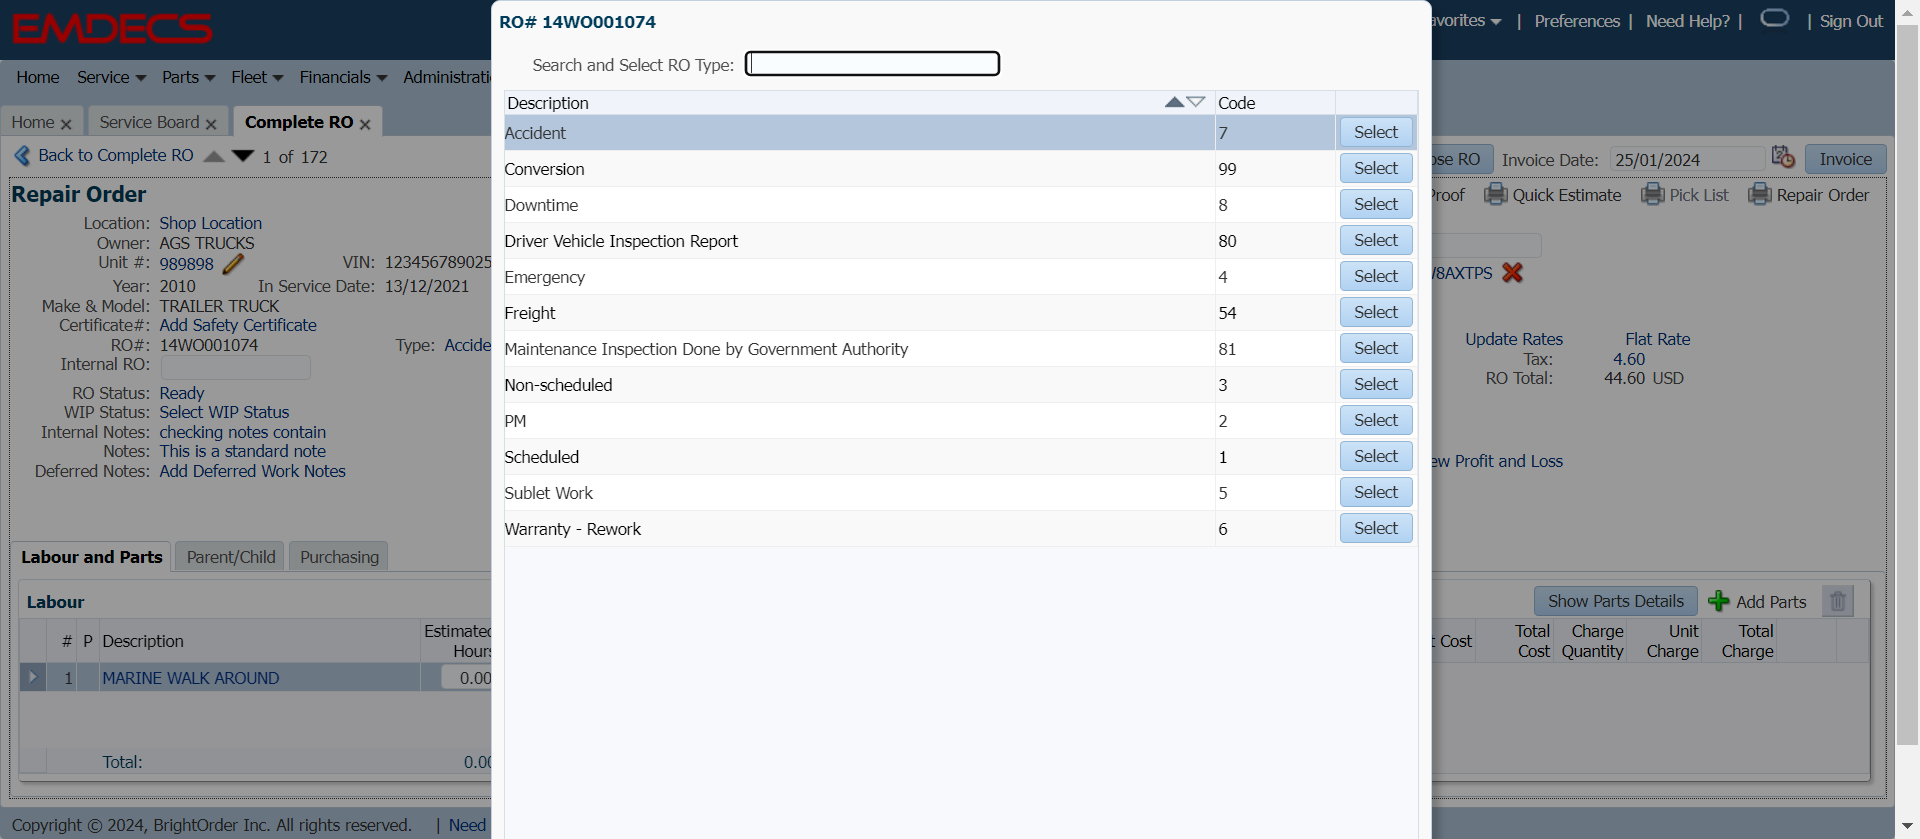 EMDECS
avorites | Preferences | Need Help? | | Sign Out
Home Service Parts Fleet Financials Administrati
Home Service Board Complete RO
Back to Complete RO 1 of 172
ose RO Invoice Date: 25/01/2024 Invoice
Proof Quick Estimate Pick List Repair Order
Repair Order
Location: Shop Location
Owner: AGS TRUCKS
Unit #: 989898 VIN: 123456789025
V8AXTPS
Year: 2010 In Service Date: 13/12/2021
Make & Model: TRAILER TRUCK
Certificate#: Add Safety Certificate
RO#: 14WO001074 Type: Accide
Internal RO:
RO Status: Ready
WIP Status: Select WIP Status
Internal Notes: checking notes contain
Notes: This is a standard note
Deferred Notes: Add Deferred Work Notes
Update Rates Flat Rate
Tax: 4.60
RO Total: 44.60 USD
ew Profit and Loss
RO# 14WO001074
Search and Select RO Type:
Description Code
Accident 7 Select
Conversion 99 Select
Downtime 8 Select
Driver Vehicle Inspection Report 80 Select
Emergency 4 Select
Freight 54 Select
Maintenance Inspection Done by Government Authority 81 Select
Non-scheduled 3 Select
PM 2 Select
Scheduled 1 Select
Sublet Work 5 Select
Warranty - Rework 6 Select
Labour and Parts Parent/Child Purchasing
Labour
# P Description Estimated Hours
1 MARINE WALK AROUND 0.00
Total: 0.00
Show Parts Details Add Parts
t Cost Total Cost Charge Quantity Unit Charge Total Charge
Copyright © 2024, BrightOrder Inc. All rights reserved. | Need